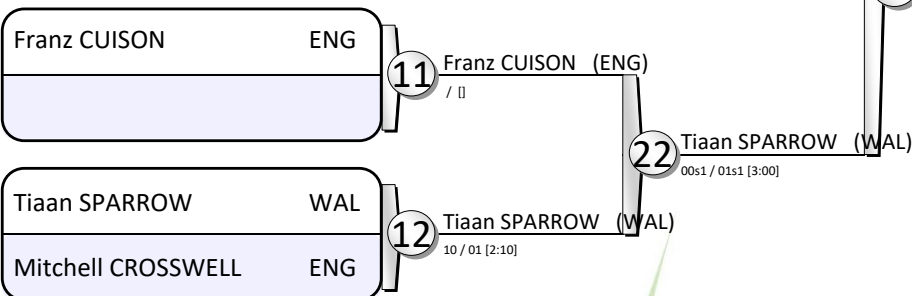 Franz CUISON ENG
11
Franz CUISON (ENG)
/ []
22
Tiaan SPARROW (WAL)
00s1 / 01s1 [3:00]
Tiaan SPARROW WAL
Mitchell CROSSWELL ENG
12
Tiaan SPARROW (WAL)
10 / 01 [2:10]